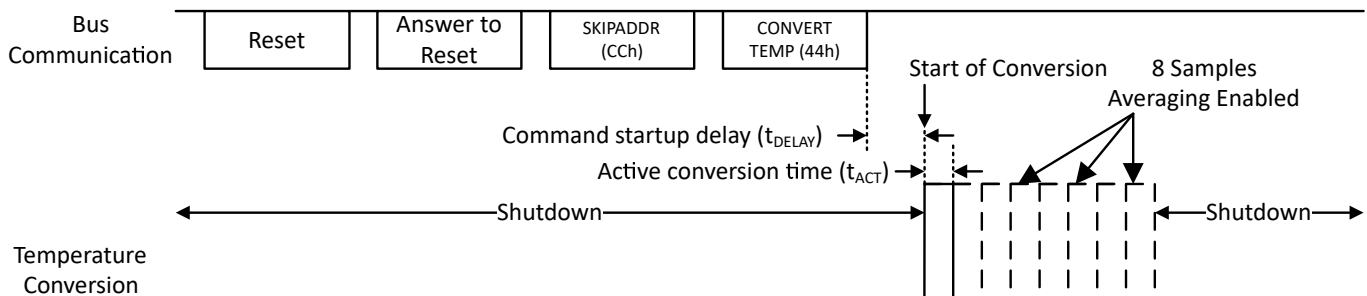 Bus
Communication
Reset
Answer to
Reset
SKIPADDR
(CCh)
CONVERT
TEMP (44h)
Start of Conversion
8 Samples
Averaging Enabled
Command startup delay (tDELAY)
Active conversion time (tACT)
Shutdown
Shutdown
Temperature
Conversion